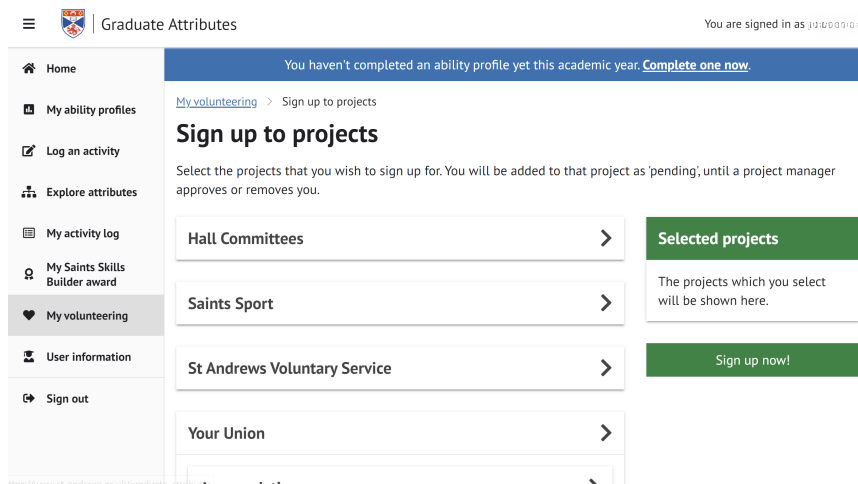 Graduate Attributes
You are signed in as
Home
My ability profiles
Log an activity
Explore attributes
My activity log
My Saints Skills
Builder award
My volunteering
User information
Sign out
You haven't completed an ability profile yet this academic year. Complete one now.
My volunteering > Sign up to projects
Sign up to projects
Select the projects that you wish to sign up for. You will be added to that project as 'pending', until a project manager
approves or removes you.
Hall Committees
Saints Sport
St Andrews Voluntary Service
Your Union
Selected projects
The projects which you select
will be shown here.
Sign up now!